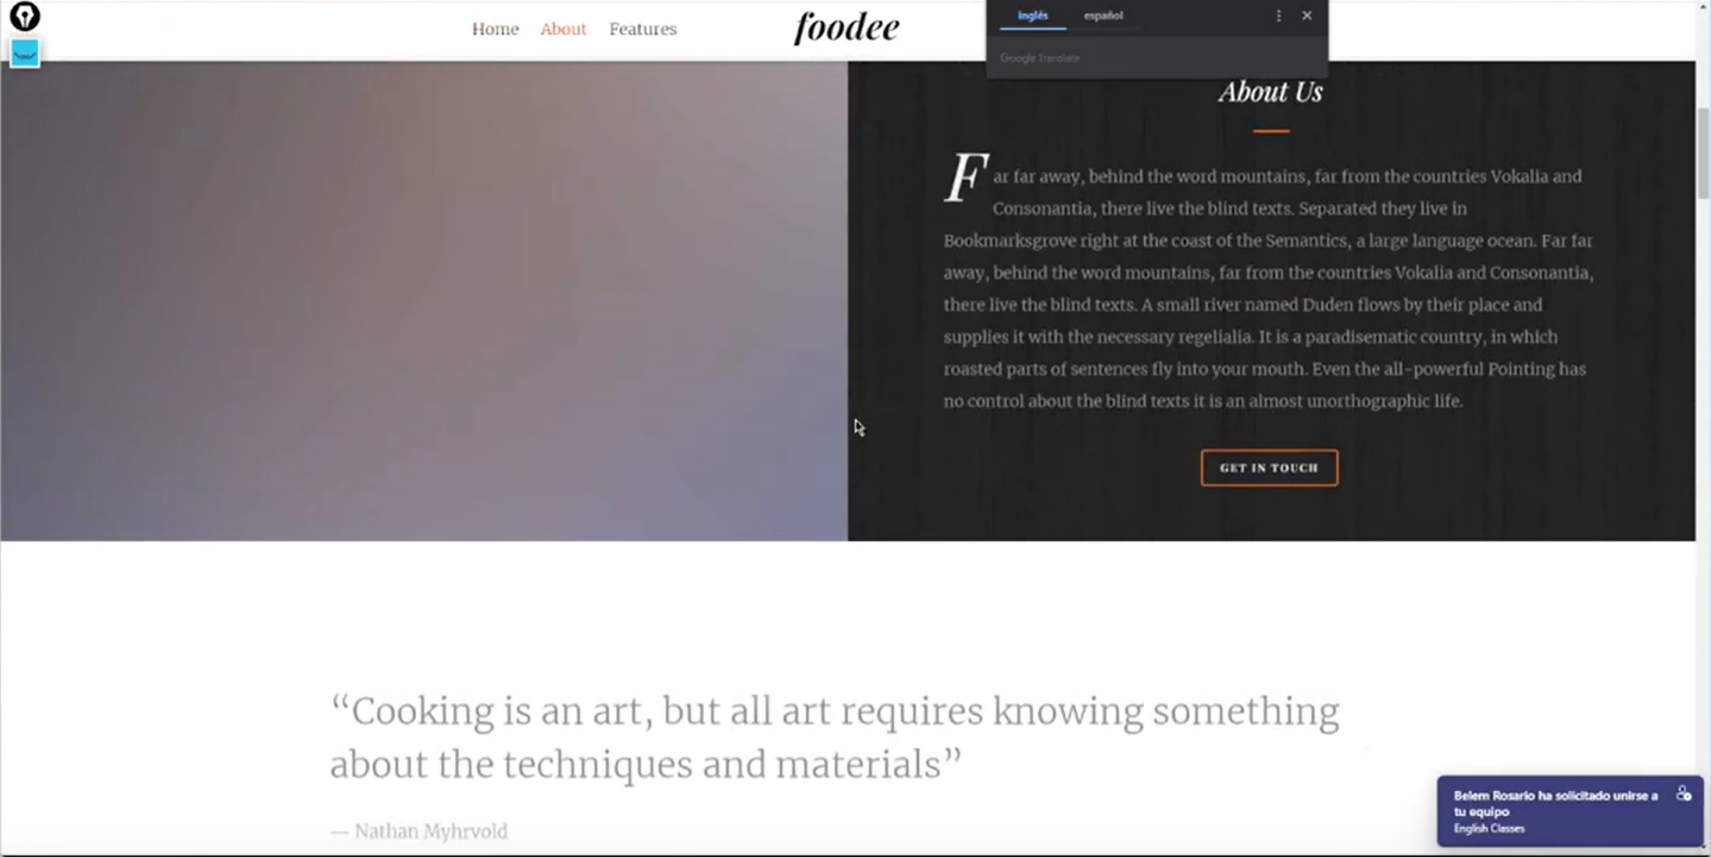 Home About Features
foodee
Inglés español
Google Translate
About Us
Far far away, behind the word mountains, far from the countries Vokalia and
Consonantia, there live the blind texts. Separated they live in
Bookmarksgrove right at the coast of the Semantics, a large language ocean. Far far
away, behind the word mountains, far from the countries Vokalia and Consonantia,
there live the blind texts. A small river named Duden flows by their place and
supplies it with the necessary regelialia. It is a paradisematic country, in which
roasted parts of sentences fly into your mouth. Even the all-powerful Pointing has
no control about the blind texts it is an almost unorthographic life.
GET IN TOUCH
“Cooking is an art, but all art requires knowing something
about the techniques and materials”
— Nathan Myhrvold
Belem Rosario ha solicitado unirse a
tu equipo
English Classes